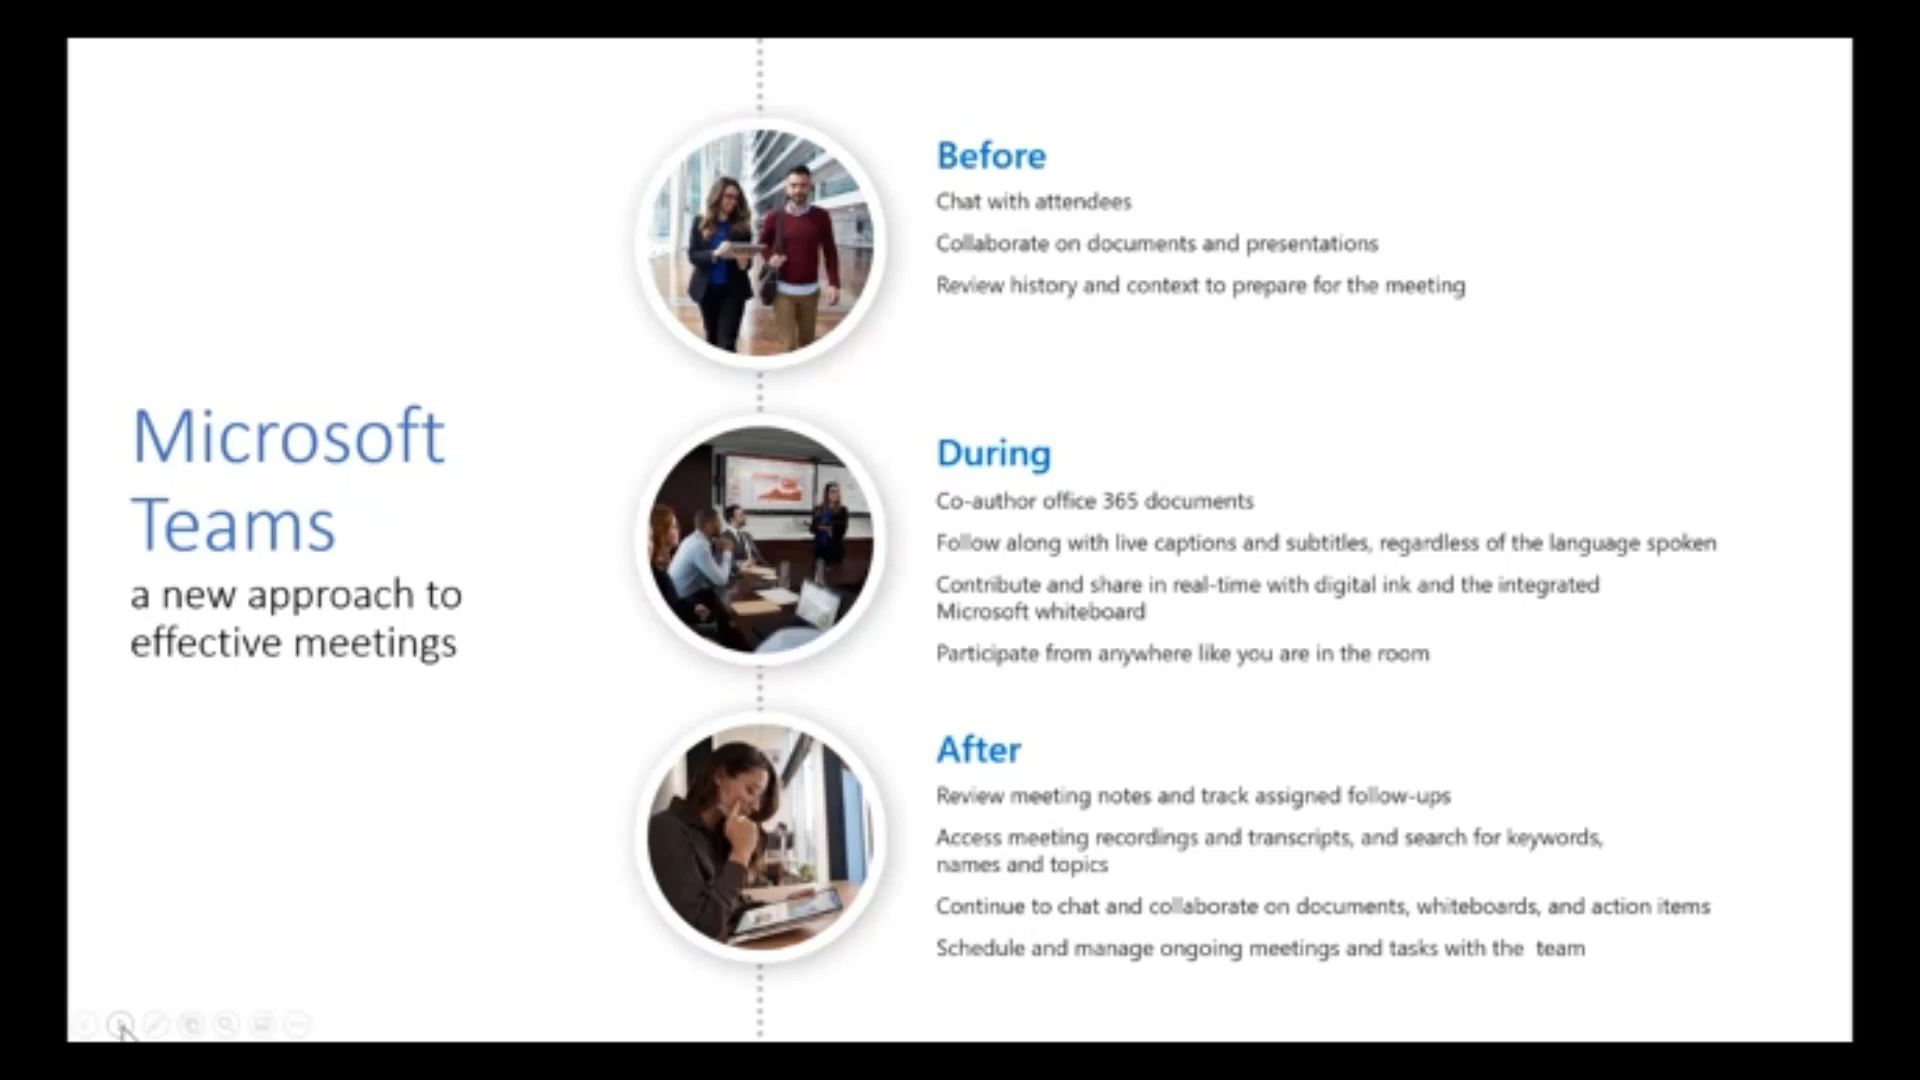 Microsoft
Teams
a new approach to
effective meetings
Before
Chat with attendees
Collaborate on documents and presentations
Review history and context to prepare for the meeting
During
Co-author office 365 documents
Follow along with live captions and subtitles, regardless of the language spoken
Contribute and share in real-time with digital ink and the integrated
Microsoft whiteboard
Participate from anywhere like you are in the room
After
Review meeting notes and track assigned follow-ups
Access meeting recordings and transcripts, and search for keywords,
names and topics
Continue to chat and collaborate on documents, whiteboards, and action items
Schedule and manage ongoing meetings and tasks with the  team